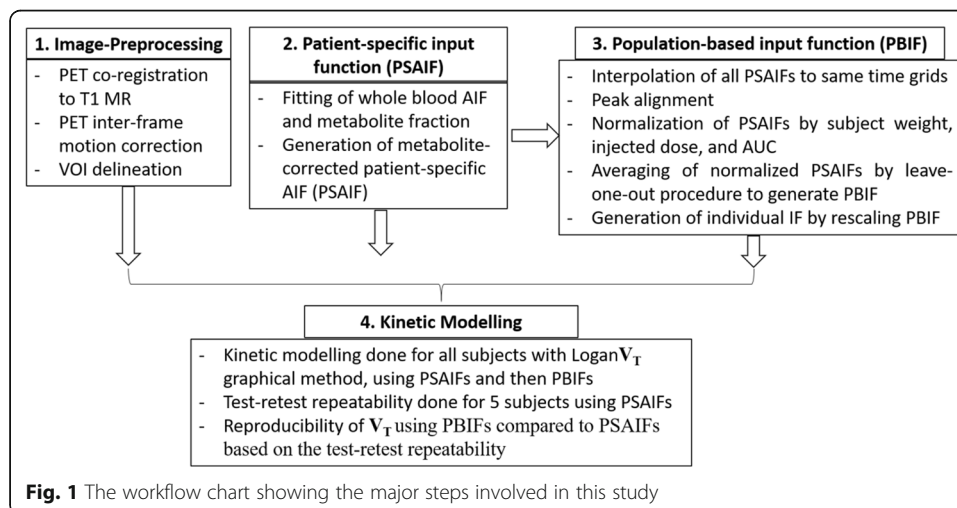 1. Image-Preprocessing
- PET co-registration
to T1 MR
- PET inter-frame
motion correction
- VOI delineation
2. Patient-specific input
function (PSAIF)
- Fitting of whole blood AIF
and metabolite fraction
- Generation of metabolite-
corrected patient-specific
AIF (PSAIF)
3. Population-based input function (PBIF)
- Interpolation of all PSAIFs to same time grids
- Peak alignment
- Normalization of PSAIFs by subject weight,
injected dose, and AUC
- Averaging of normalized PSAIFs by leave-
one-out procedure to generate PBIF
- Generation of individual IF by rescaling PBIF
4. Kinetic Modelling
- Kinetic modelling done for all subjects with Logan VT
graphical method, using PSAIFs and then PBIFs
- Test-retest repeatability done for 5 subjects using PSAIFs
- Reproducibility of VT using PBIFs compared to PSAIFs
based on the test-retest repeatability
Fig. 1 The workflow chart showing the major steps involved in this study